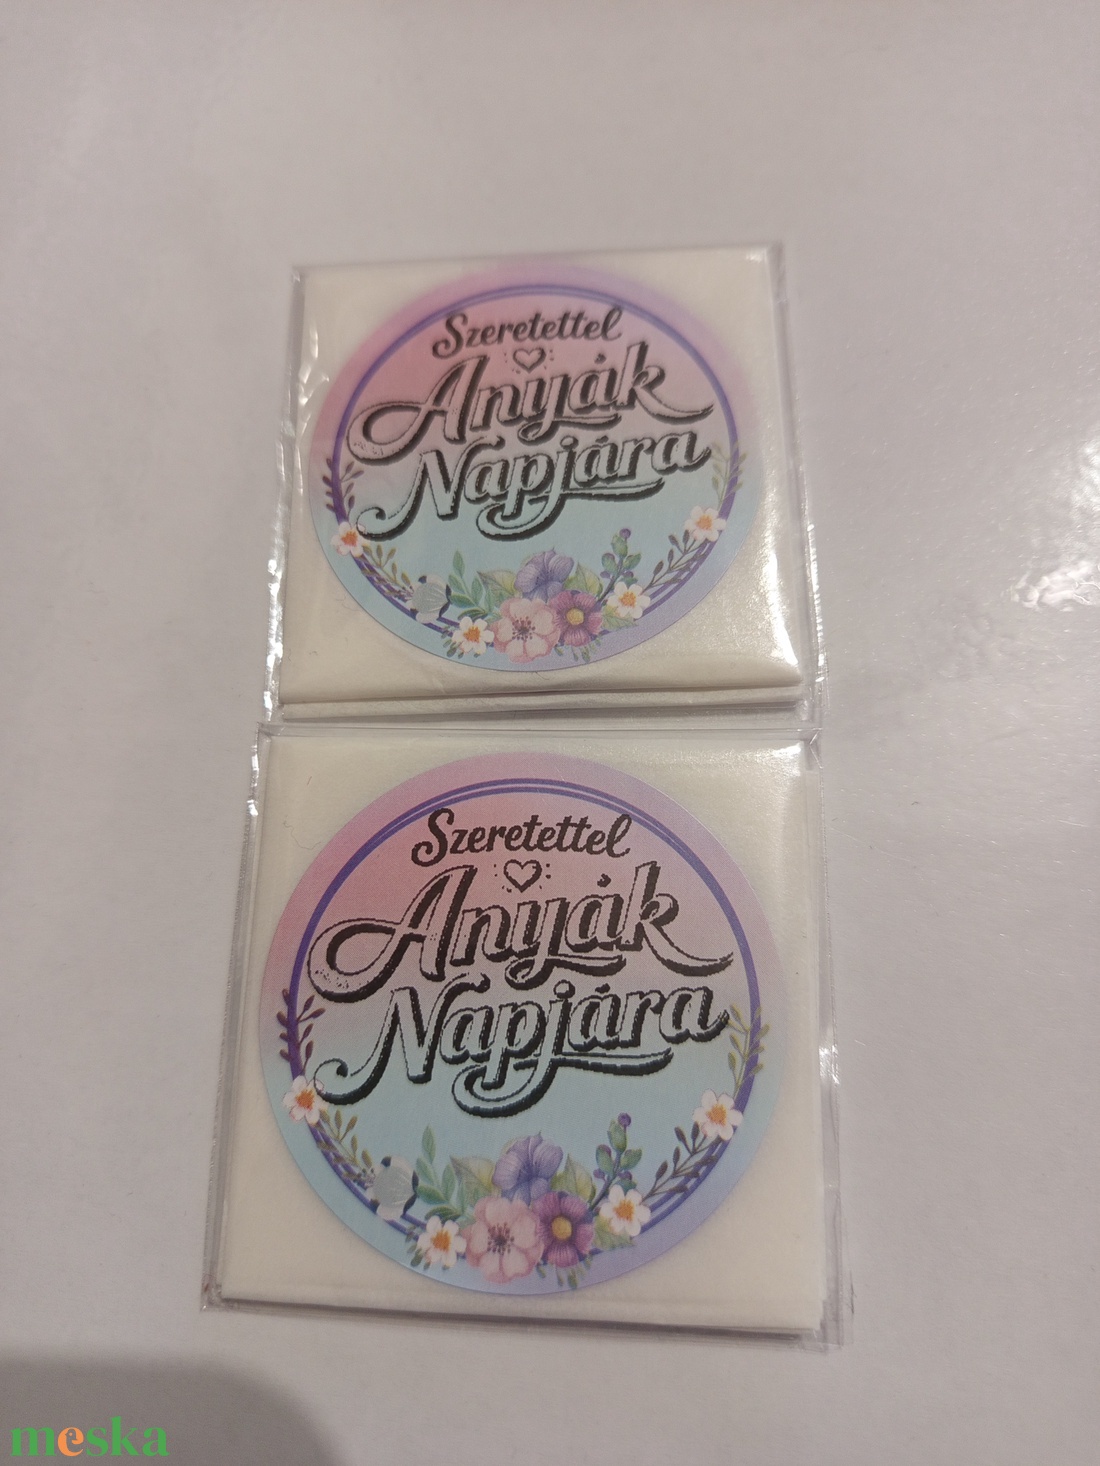 Szeretettel
Anyák
Napjára
Szeretettel
Anyák
Napjára
meska